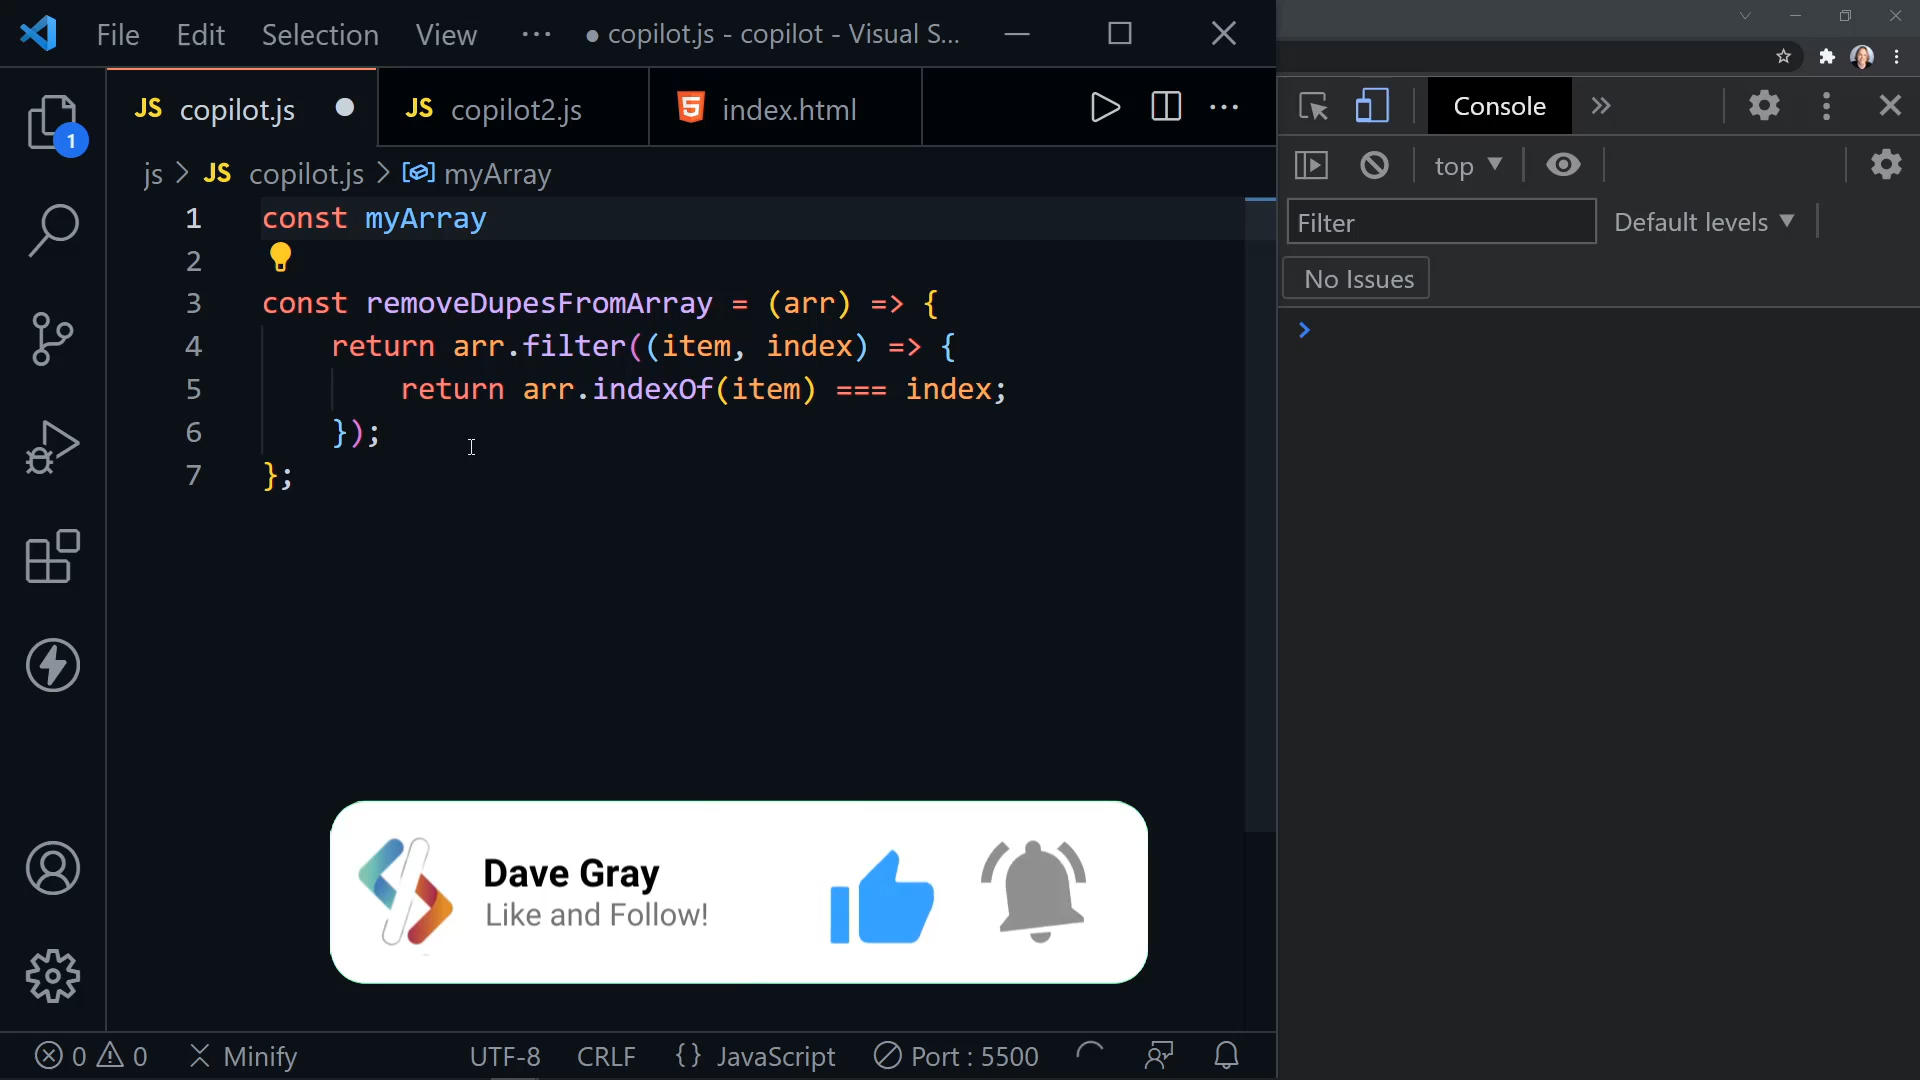 File Edit Selection View ··· ● copilot.js - copilot - Visual S...
JS copilot.js ● JS copilot2.js 5 index.html
Console
1
js > JS copilot.js > myArray
top
Filter Default levels
No Issues
1 const myArray
2
3 const removeDupesFromArray = (arr) => {
4 return arr.filter((item, index) => {
5 return arr.indexOf(item) === index;
6 });
7 };
Dave Gray
Like and Follow!
0 0 Minify UTF-8 CRLF {} JavaScript Port : 5500